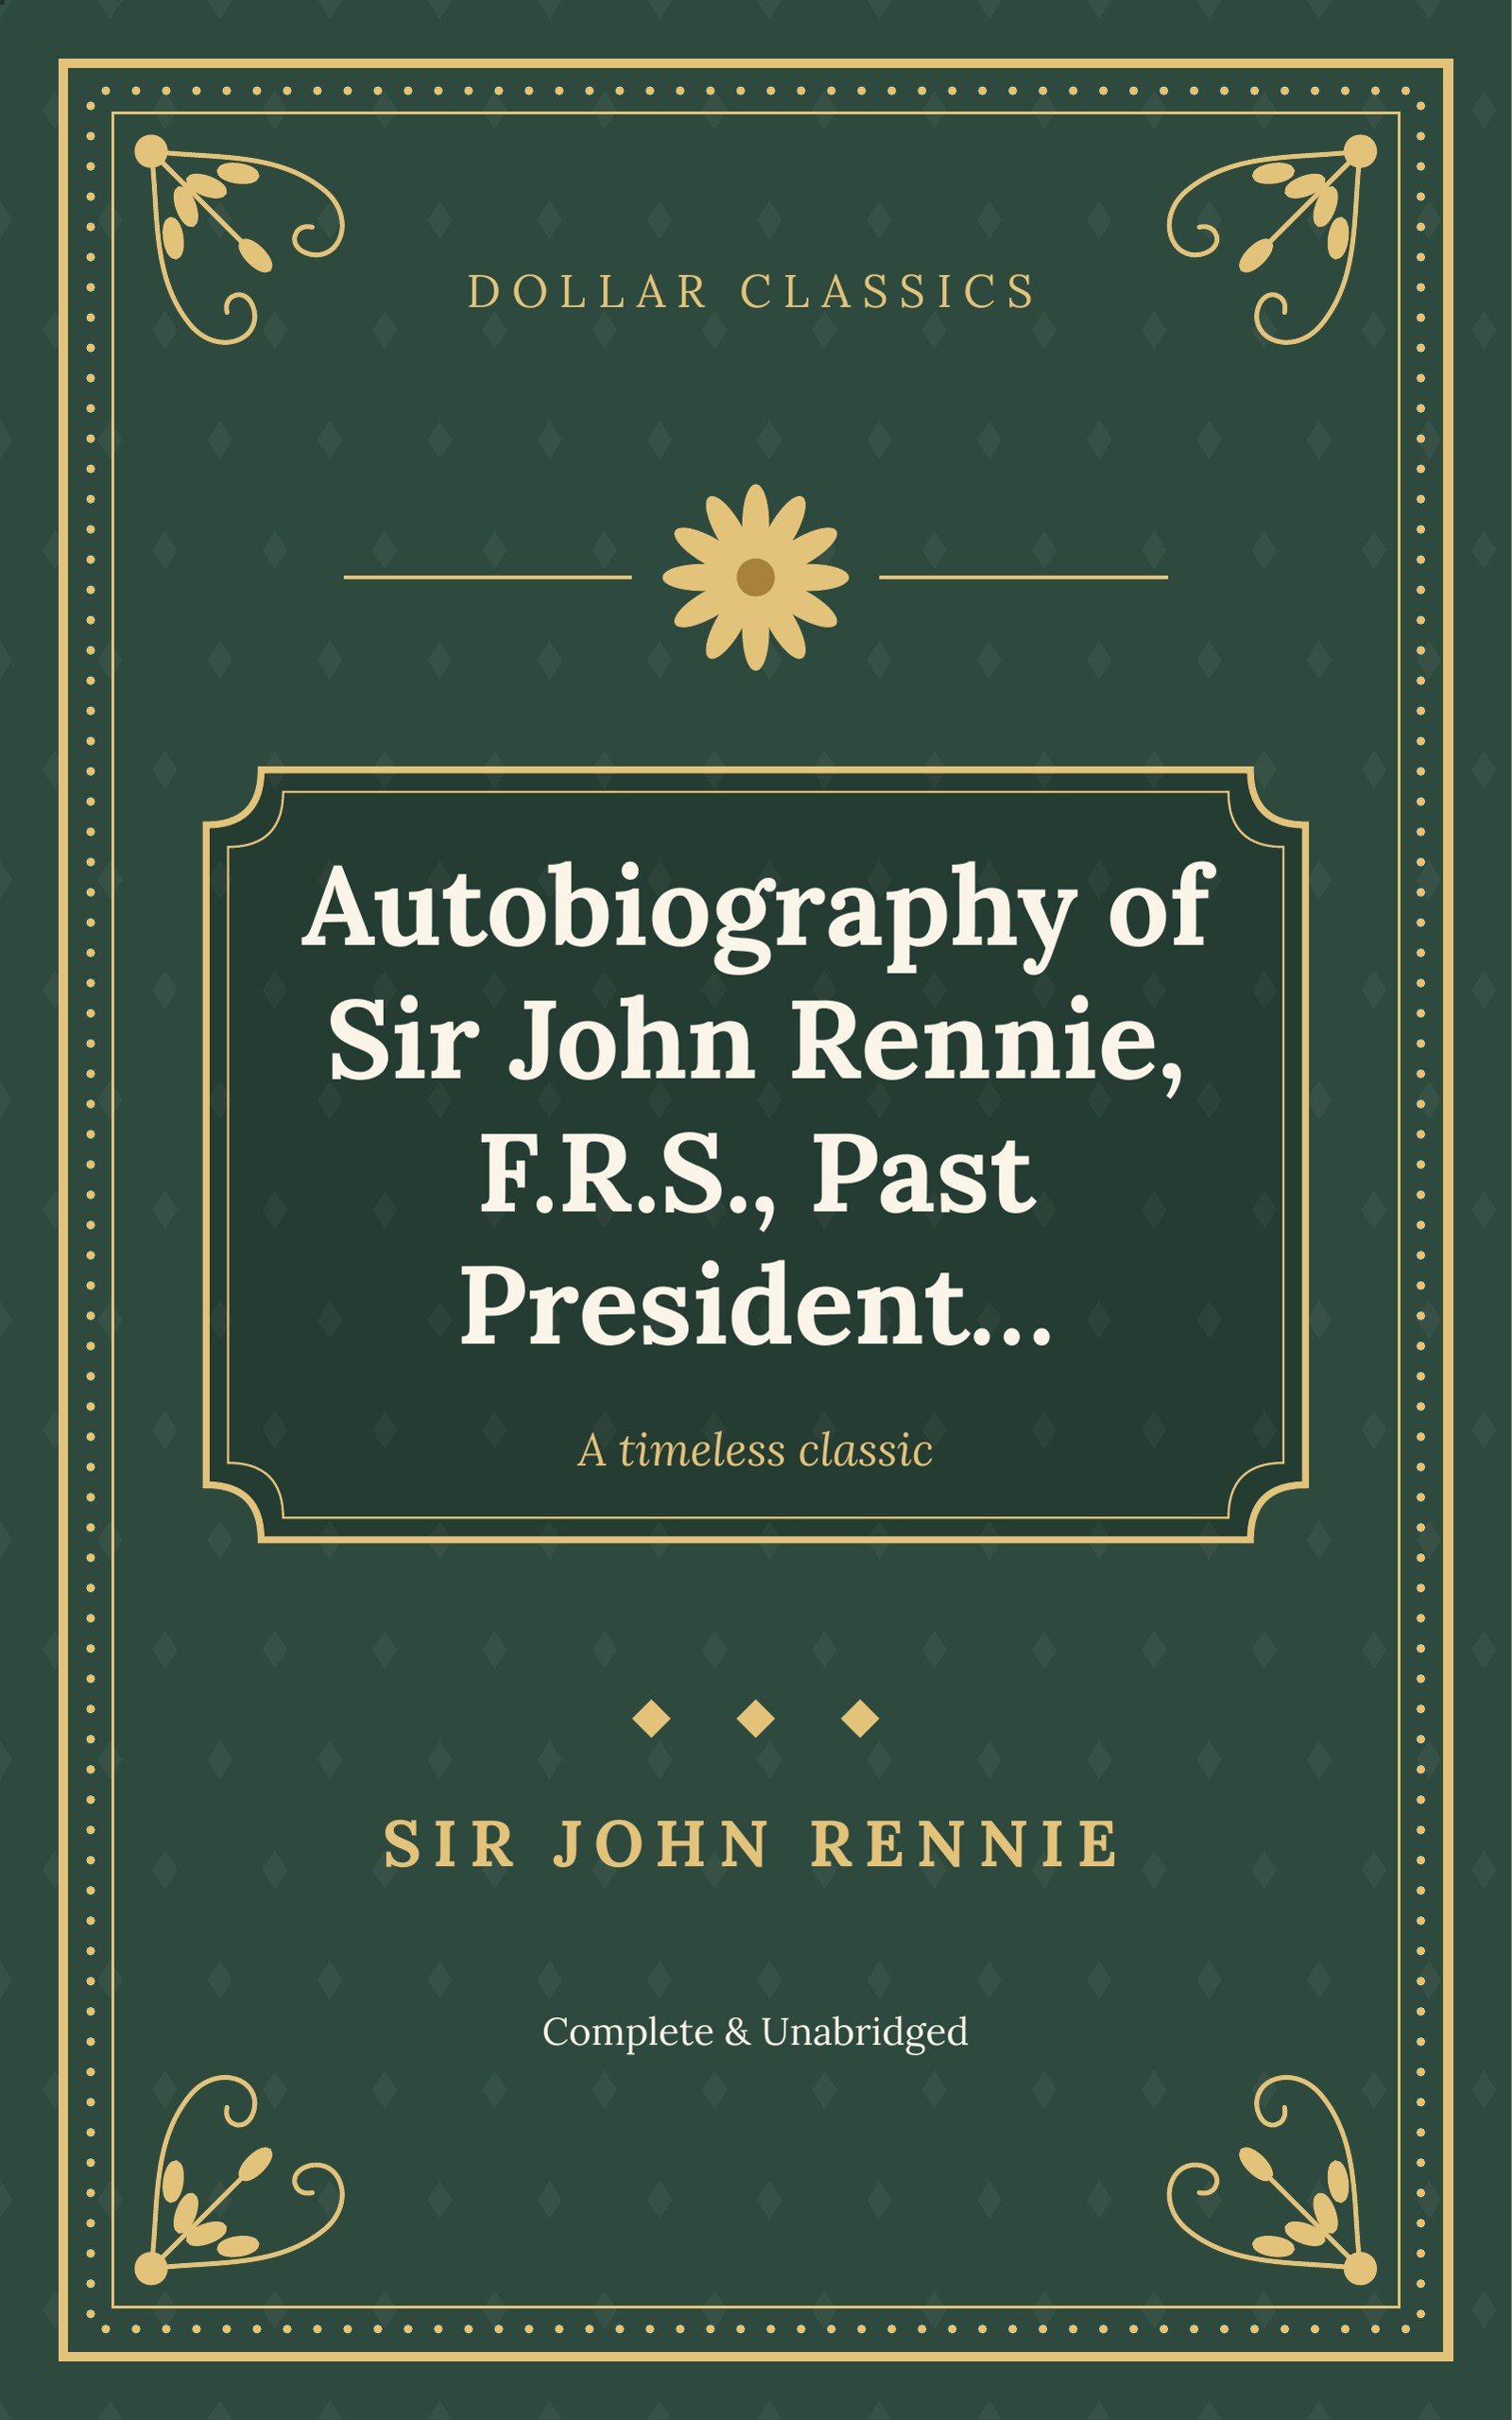 DOLLAR CLASSICS
Autobiography of
Sir John Rennie,
F.R.S., Past
President...
A timeless classic
SIR JOHN RENNIE
Complete & Unabridged